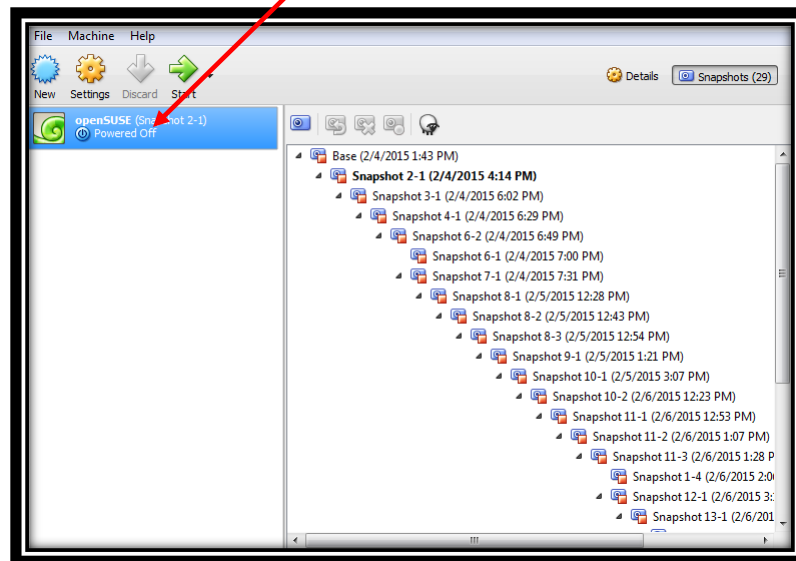 File Machine Help
New Settings Discard Start
Details Snapshots (29)
openSUSE (Snapshot 2-1)
Powered Off
Base (2/4/2015 1:43 PM)
Snapshot 2-1 (2/4/2015 4:14 PM)
Snapshot 3-1 (2/4/2015 6:02 PM)
Snapshot 4-1 (2/4/2015 6:29 PM)
Snapshot 6-2 (2/4/2015 6:49 PM)
Snapshot 6-1 (2/4/2015 7:00 PM)
Snapshot 7-1 (2/4/2015 7:31 PM)
Snapshot 8-1 (2/5/2015 12:28 PM)
Snapshot 8-2 (2/5/2015 12:43 PM)
Snapshot 8-3 (2/5/2015 12:54 PM)
Snapshot 9-1 (2/5/2015 1:21 PM)
Snapshot 10-1 (2/5/2015 3:07 PM)
Snapshot 10-2 (2/6/2015 12:23 PM)
Snapshot 11-1 (2/6/2015 12:53 PM)
Snapshot 11-2 (2/6/2015 1:07 PM)
Snapshot 11-3 (2/6/2015 1:28 P
Snapshot 1-4 (2/6/2015 2:0
Snapshot 12-1 (2/6/2015 3:
Snapshot 13-1 (2/6/201